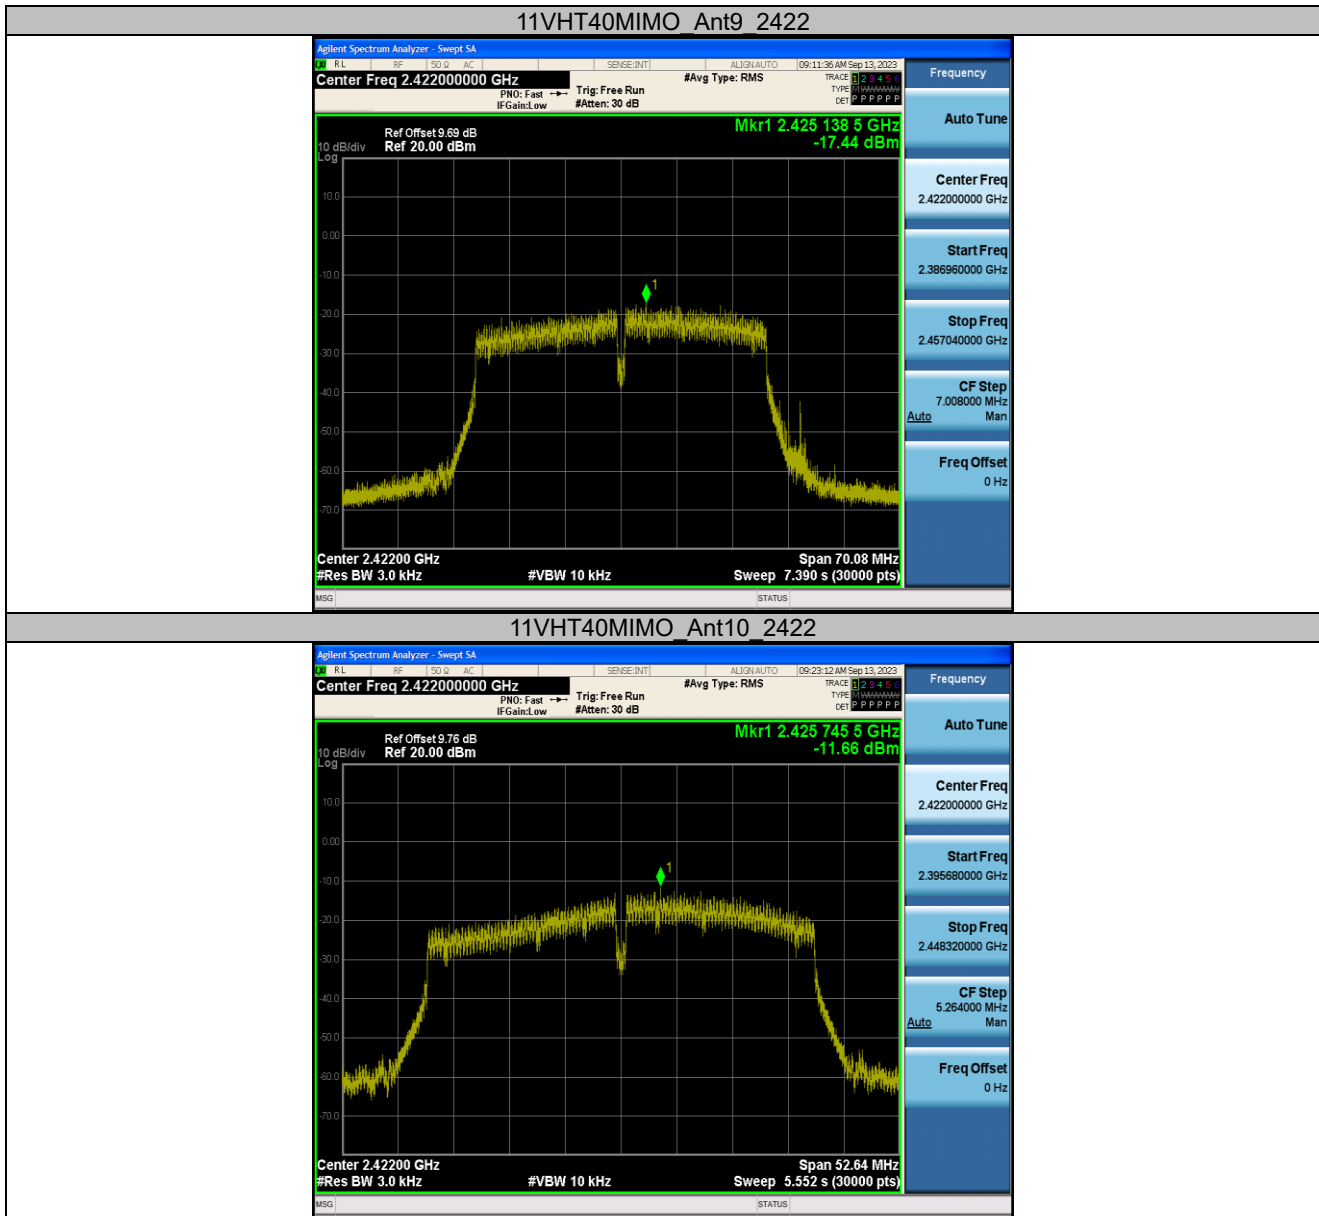 11VHT40MIMO_Ant9_2422
Agilent Spectrum Analyzer - Swept SA
RL RF 50 Ω AC SENSE:INT ALIGNAUTO 09:11:36 AM Sep 13, 2023
Center Freq 2.422000000 GHz
#Avg Type: RMS
TRACE 1 2 3 4 5 6
TYPE M
DET P P P P P P
PNO: Fast
IFGain:Low
Trig: Free Run
#Atten: 30 dB
Frequency
Mkr1 2.425 138 5 GHz
-17.44 dBm
Ref Offset 9.69 dB
Ref 20.00 dBm
10 dB/div
Log
10.0
0.00
-10.0
-20.0
-30.0
-40.0
-50.0
-60.0
-70.0
1
Center 2.42200 GHz
Span 70.08 MHz
#Res BW 3.0 kHz
#VBW 10 kHz
Sweep 7.390 s (30000 pts)
MSG
STATUS
Auto Tune
Center Freq
2.422000000 GHz
Start Freq
2.386960000 GHz
Stop Freq
2.457040000 GHz
CF Step
7.008000 MHz
Auto Man
Freq Offset
0 Hz
11VHT40MIMO_Ant10_2422
Agilent Spectrum Analyzer - Swept SA
RL RF 50 Ω AC SENSE:INT ALIGNAUTO 09:23:12 AM Sep 13, 2023
Center Freq 2.422000000 GHz
#Avg Type: RMS
TRACE 1 2 3 4 5 6
TYPE M
DET P P P P P P
PNO: Fast
IFGain:Low
Trig: Free Run
#Atten: 30 dB
Frequency
Mkr1 2.425 745 5 GHz
-11.66 dBm
Ref Offset 9.76 dB
Ref 20.00 dBm
10 dB/div
Log
10.0
0.00
-10.0
-20.0
-30.0
-40.0
-50.0
-60.0
-70.0
1
Center 2.42200 GHz
Span 52.64 MHz
#Res BW 3.0 kHz
#VBW 10 kHz
Sweep 5.552 s (30000 pts)
MSG
STATUS
Auto Tune
Center Freq
2.422000000 GHz
Start Freq
2.395680000 GHz
Stop Freq
2.448320000 GHz
CF Step
5.264000 MHz
Auto Man
Freq Offset
0 Hz